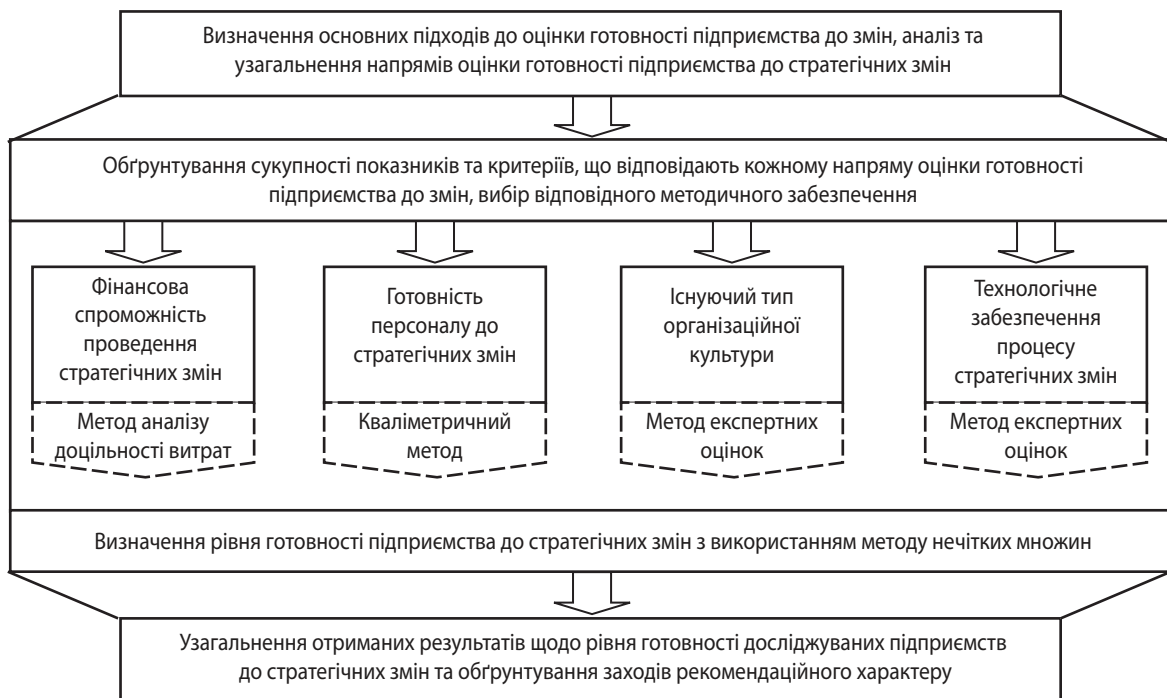 Визначення основних підходів до оцінки готовності підприємства до змін, аналіз та
узагальнення напрямів оцінки готовності підприємства до стратегічних змін
Обґрунтування сукупності показників та критеріїв, що відповідають кожному напряму оцінки готовності
підприємства до змін, вибір відповідного методичного забезпечення
Фінансова
спроможність
проведення
стратегічних змін
Метод аналізу
доцільності витрат
Готовність
персоналу до
стратегічних змін
Кваліметричний
метод
Існуючий тип
організаційної
культури
Метод експертних
оцінок
Технологічне
забезпечення
процесу
стратегічних змін
Метод експертних
оцінок
Визначення рівня готовності підприємства до стратегічних змін з використанням методу нечітких множин
Узагальнення отриманих результатів щодо рівня готовності досліджуваних підприємств
до стратегічних змін та обґрунтування заходів рекомендаційного характеру